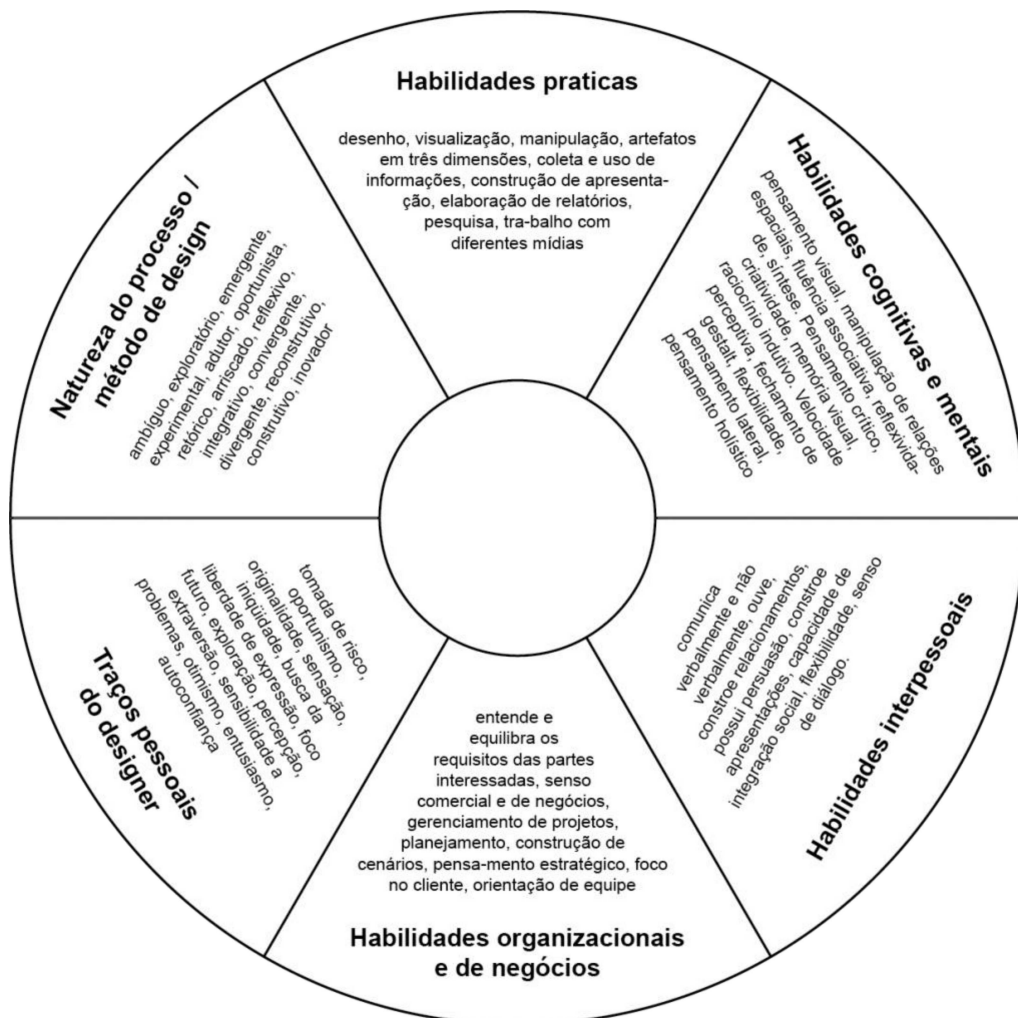 Habilidades praticas
desenho, visualização, manipulação, artefatos
em três dimensões, coleta e uso de
informações, construção de apresenta-
ção, elaboração de relatórios,
pesquisa, tra-balho com
diferentes mídias
Habilidades cognitivas e mentais
pensamento visual, manipulação de relações
espaciais, fluência associativa, reflexivida-
de, síntese. Pensamento crítico,
criatividade, memória visual,
raciocínio indutivo. Velocidade
perceptiva, fechamento de
gestalt, flexibilidade,
pensamento lateral,
pensamento holístico
comunica
verbalmente e não
verbalmente, ouve,
constroe relacionamentos,
possui persuasão, constroe
apresentações, capacidade de
integração social, flexibilidade, senso
de diálogo.
Habilidades interpessoais
entende e
equilibra os
requisitos das partes
interessadas, senso
comercial e de negócios,
gerenciamento de projetos,
planejamento, construção de
cenários, pensa-mento estratégico, foco
no cliente, orientação de equipe
Habilidades organizacionais
e de negócios
tomada de risco,
oportunismo,
originalidade, sensação,
iniqüidade, busca da
liberdade de expressão, foco
futuro, exploração, percepção,
extraversão, sensibilidade a
problemas, otimismo, entusiasmo,
autoconfiança
Traços pessoais
do designer
Natureza do processo /
método de design
ambiguo, exploratório, emergente,
experimental, adutor, oportunista,
retórico, arriscado, reflexivo,
integrativo, convergente,
divergente, reconstrutivo,
construtivo, inovador